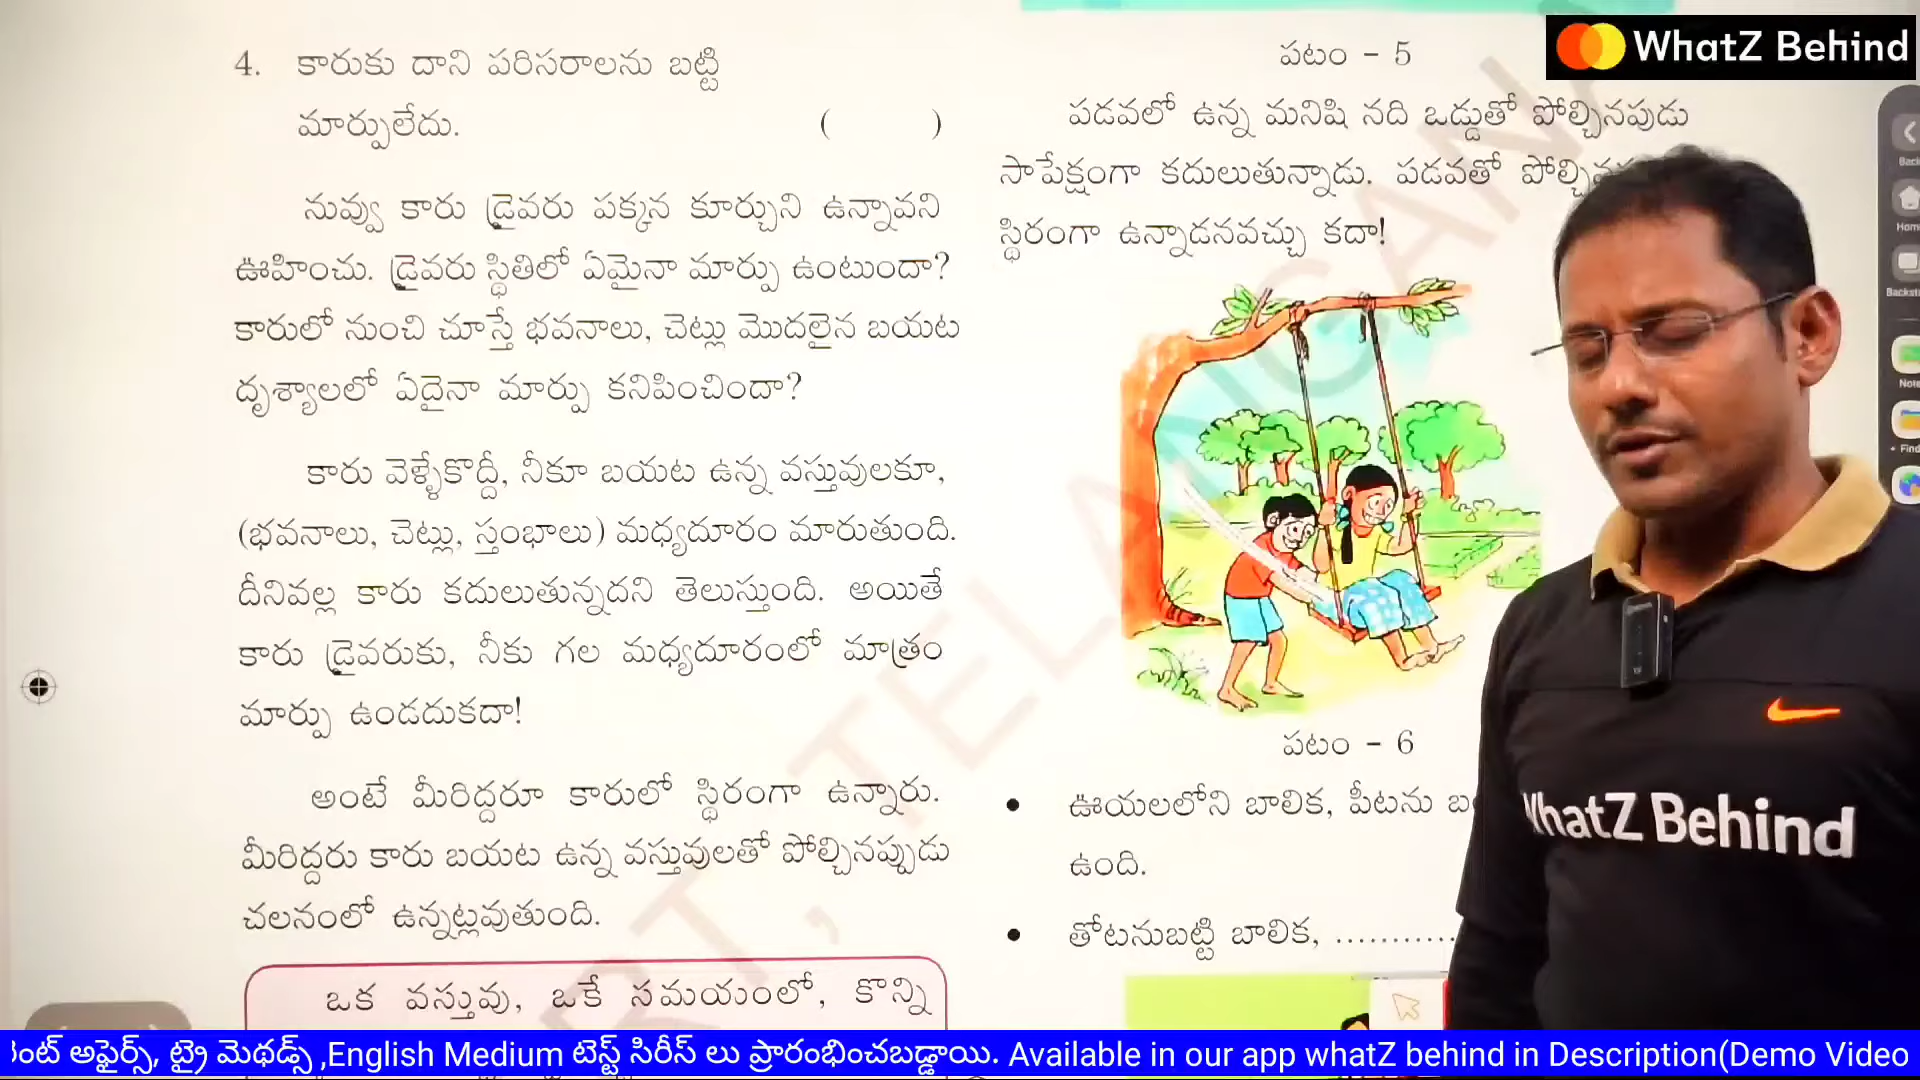 4. కారుకు దాని పరిసరాలను బట్టి
మార్పులేదు. ( )
నువ్వు కారు డ్రైవరు పక్కన కూర్చుని ఉన్నావని
ఊహించు. డ్రైవరు స్థితిలో ఏమైనా మార్పు ఉంటుందా?
కారులో నుంచి చూస్తే భవనాలు, చెట్లు మొదలైన బయట
దృశ్యాలలో ఏదైనా మార్పు కనిపించిందా?
కారు వెళ్ళేకొద్దీ, నీకూ బయట ఉన్న వస్తువులకూ,
(భవనాలు, చెట్లు, స్తంభాలు) మధ్యదూరం మారుతుంది.
దీనివల్ల కారు కదులుతున్నదని తెలుస్తుంది. అయితే
కారు డ్రైవరుకు, నీకు గల మధ్యదూరంలో మాత్రం
మార్పు ఉండదుకదా!
అంటే మీరిద్దరూ కారులో స్థిరంగా ఉన్నారు.
మీరిద్దరు కారు బయట ఉన్న వస్తువులతో పోల్చినప్పుడు
చలనంలో ఉన్నట్లవుతుంది.
ఒక వస్తువు, ఒకే సమయంలో, కొన్ని
పటం - 5
పడవలో ఉన్న మనిషి నది ఒడ్డుతో పోల్చినపుడు
సాపేక్షంగా కదులుతున్నాడు. పడవతో
స్థిరంగా ఉన్నాడనవచ్చు కదా!
పటం - 6
• ఊయలలోని బాలిక, పీటను
ఉంది.
• తోటనుబట్టి బాలిక, ............
WhatZ Behind
Home
WhatZ Behind
అఫైర్స్, ట్రై మెథడ్స్ ,English Medium టెస్ట్ సిరీస్ లు ప్రారంభించబడ్డాయి. Available in our app whatZ behind in Description(Demo Video